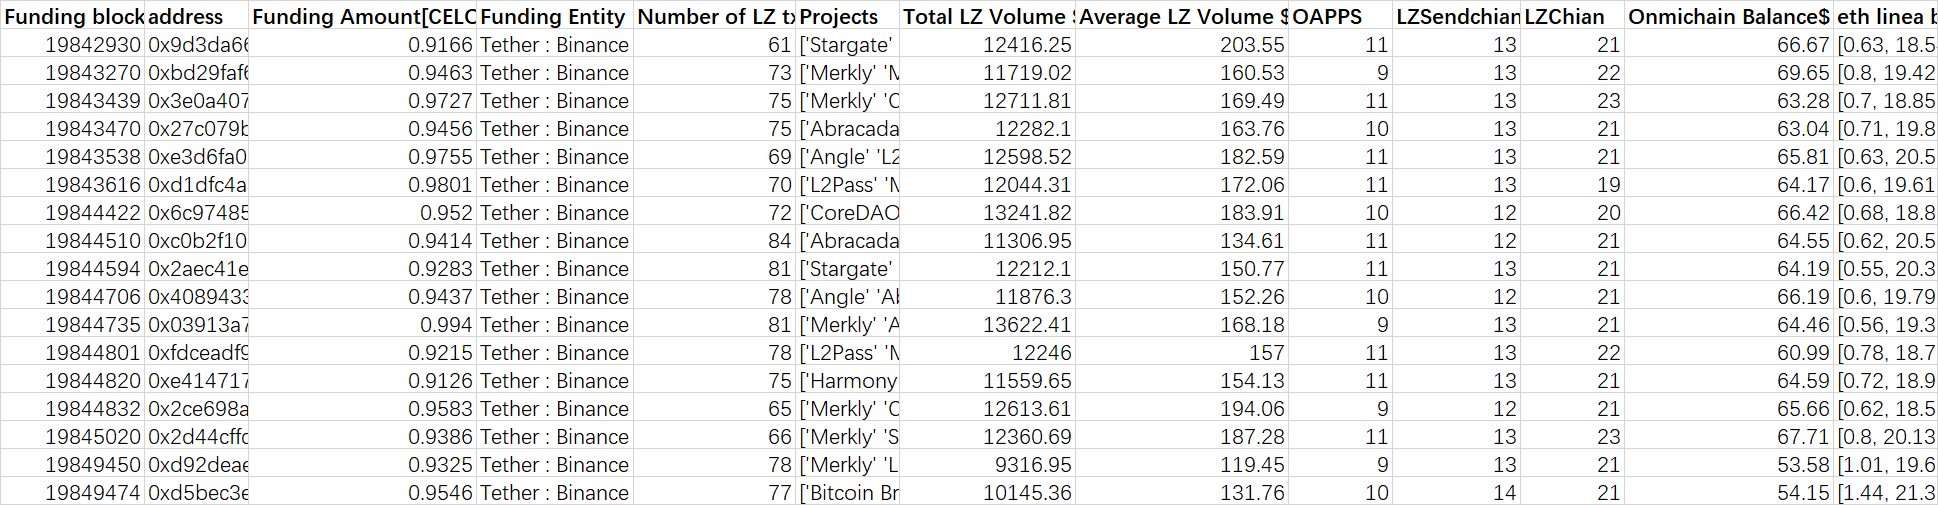 Funding block address Funding Amount[CELO Funding Entity Number of LZ tx Projects Total LZ Volume $ Average LZ Volume $ OAPPS LZSendchian LZChian Onmichain Balance$ eth linea b
19842930 0x9d3da66 0.9166 Tether : Binance 61 ['Stargate' 12416.25 203.55 11 13 21 66.67 [0.63, 18.5
19843270 0xbd29faf6 0.9463 Tether : Binance 73 ['Merkly' 'M 11719.02 160.53 9 13 22 69.65 [0.8, 19.42
19843439 0x3e0a407 0.9727 Tether : Binance 75 ['Merkly' 'C 12711.81 169.49 11 13 23 63.28 [0.7, 18.85
19843470 0x27c079b 0.9456 Tether : Binance 75 ['Abracada 12282.1 163.76 10 13 21 63.04 [0.71, 19.8
19843538 0xe3d6fa0 0.9755 Tether : Binance 69 ['Angle' 'L2 12598.52 182.59 11 13 21 65.81 [0.63, 20.5
19843616 0xd1dfc4a 0.9801 Tether : Binance 70 ['L2Pass' 'M 12044.31 172.06 11 13 19 64.17 [0.6, 19.61
19844422 0x6c97485 0.952 Tether : Binance 72 ['CoreDAO 13241.82 183.91 10 12 20 66.42 [0.68, 18.8
19844510 0xc0b2f10 0.9414 Tether : Binance 84 ['Abracada 11306.95 134.61 11 12 21 64.55 [0.62, 20.5
19844594 0x2aec41e 0.9283 Tether : Binance 81 ['Stargate' 12212.1 150.77 11 13 21 64.19 [0.55, 20.3
19844706 0x4089433 0.9437 Tether : Binance 78 ['Angle' 'Al 11876.3 152.26 10 12 21 66.19 [0.6, 19.79
19844735 0x03913a7 0.994 Tether : Binance 81 ['Merkly' 'A 13622.41 168.18 9 13 21 64.46 [0.56, 19.3
19844801 0xfdceadf9 0.9215 Tether : Binance 78 ['L2Pass' 'M 12246 157 11 13 22 60.99 [0.78, 18.7
19844820 0xe414717 0.9126 Tether : Binance 75 ['Harmony 11559.65 154.13 11 13 21 64.59 [0.72, 18.9
19844832 0x2ce698a 0.9583 Tether : Binance 65 ['Merkly' 'C 12613.61 194.06 9 12 21 65.66 [0.62, 18.5
19845020 0x2d44cffc 0.9386 Tether : Binance 66 ['Merkly' 'S 12360.69 187.28 11 13 23 67.71 [0.8, 20.13
19849450 0xd92deae 0.9325 Tether : Binance 78 ['Merkly' 'L 9316.95 119.45 9 13 21 53.58 [1.01, 19.6
19849474 0xd5bec3e 0.9546 Tether : Binance 77 ['Bitcoin Br 10145.36 131.76 10 14 21 54.15 [1.44, 21.3